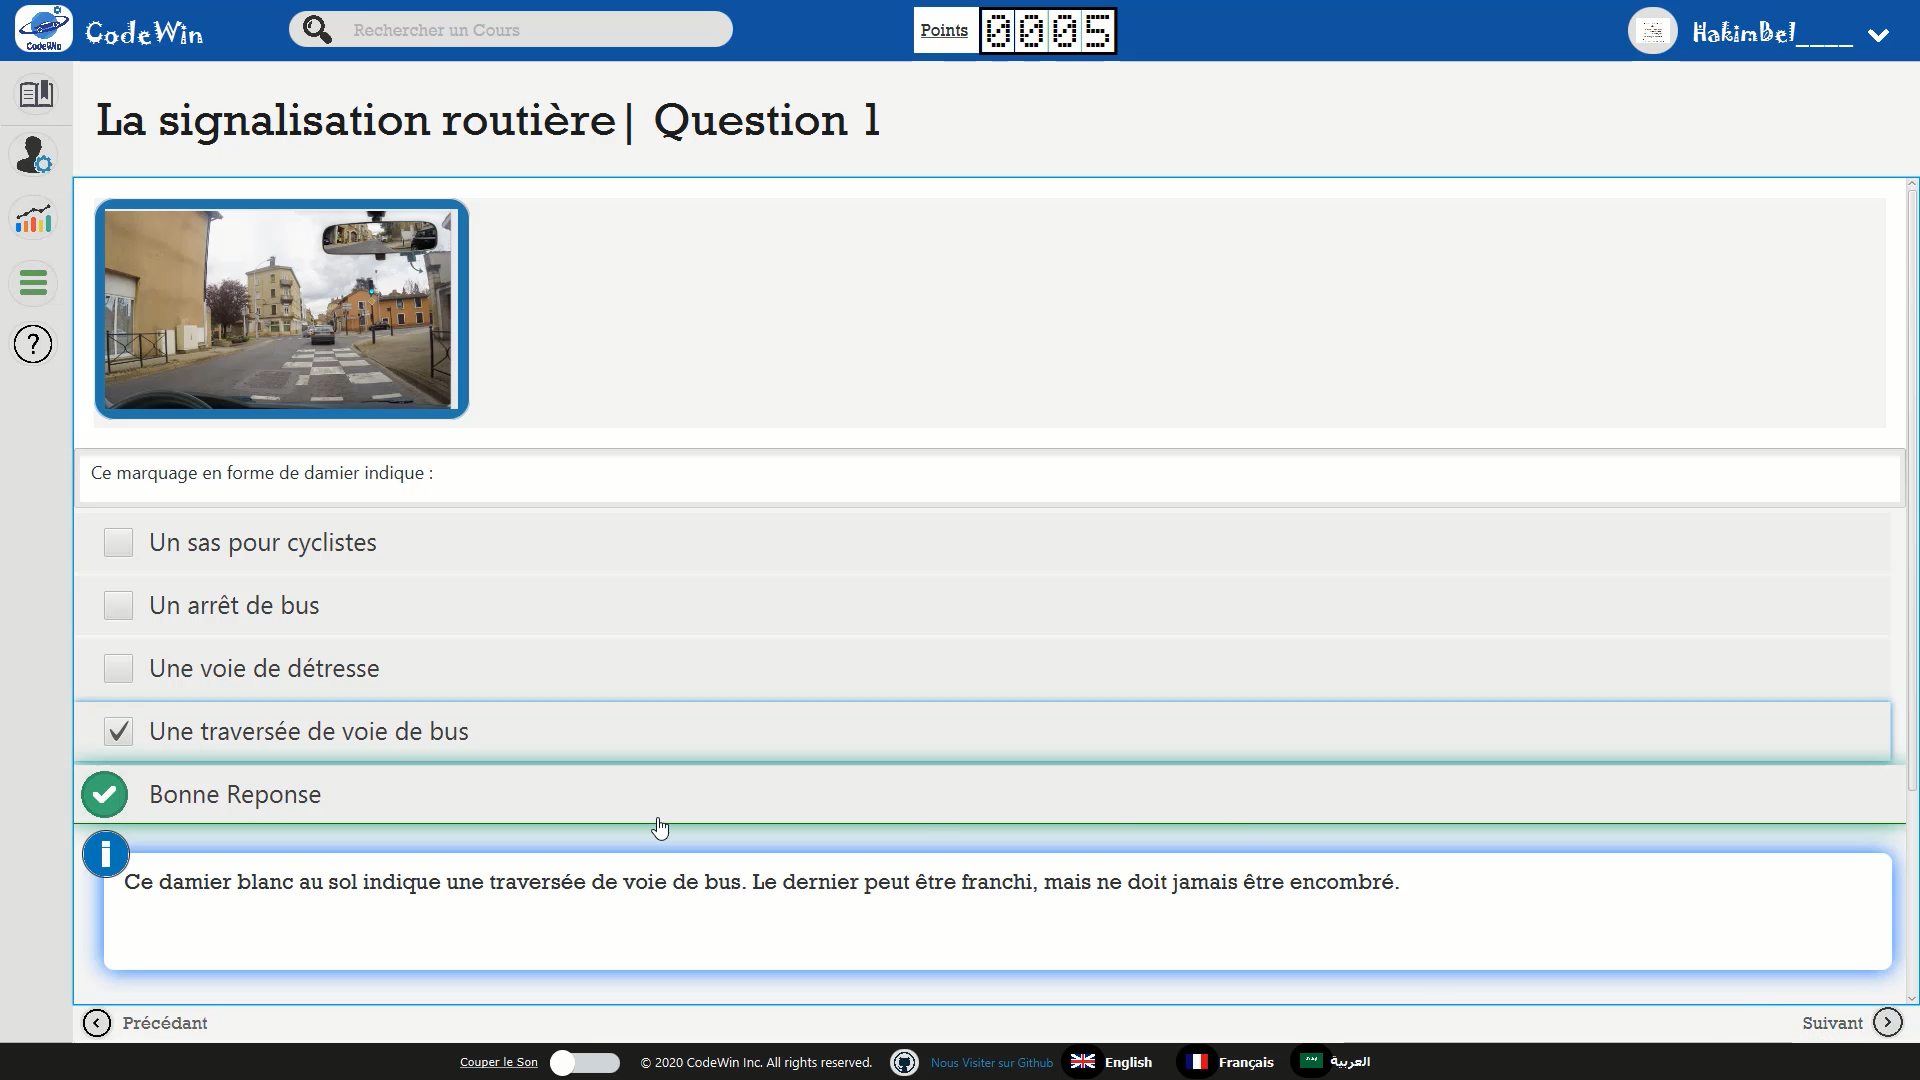 CodeWin
CodeWin
Rechercher un Cours
Points
0005
HakimBel____
La signalisation routière| Question 1
Ce marquage en forme de damier indique :
Un sas pour cyclistes
Un arrêt de bus
Une voie de détresse
Une traversée de voie de bus
Bonne Reponse
Ce damier blanc au sol indique une traversée de voie de bus. Le dernier peut être franchi, mais ne doit jamais être encombré.
Précédant
Suivant
Couper le Son
© 2020 CodeWin Inc. All rights reserved.
Nous Visiter sur Github
English
Français
العربية